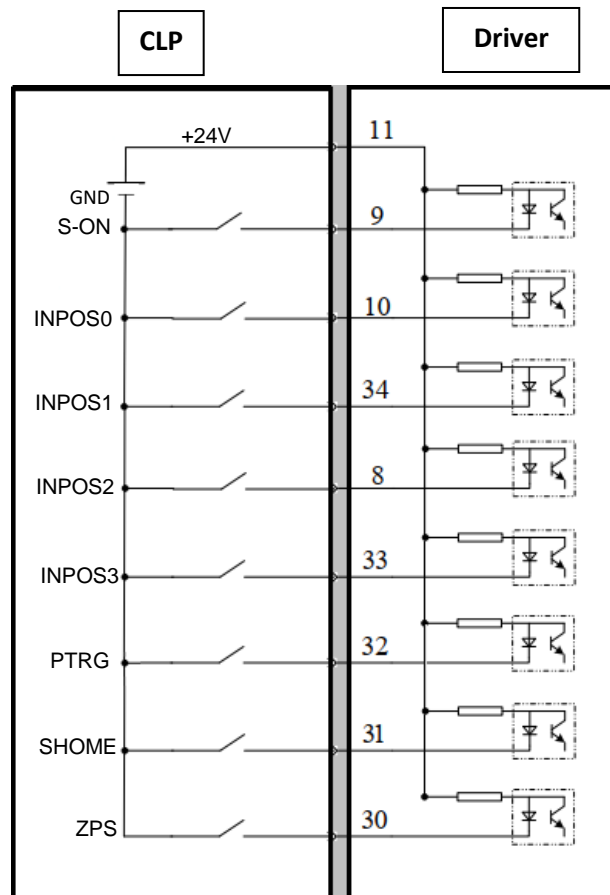 CLP
Driver
+24V
11
GND
S-ON
9
INPOS0
10
INPOS1
34
INPOS2
8
INPOS3
33
PTRG
32
SHOME
31
ZPS
30